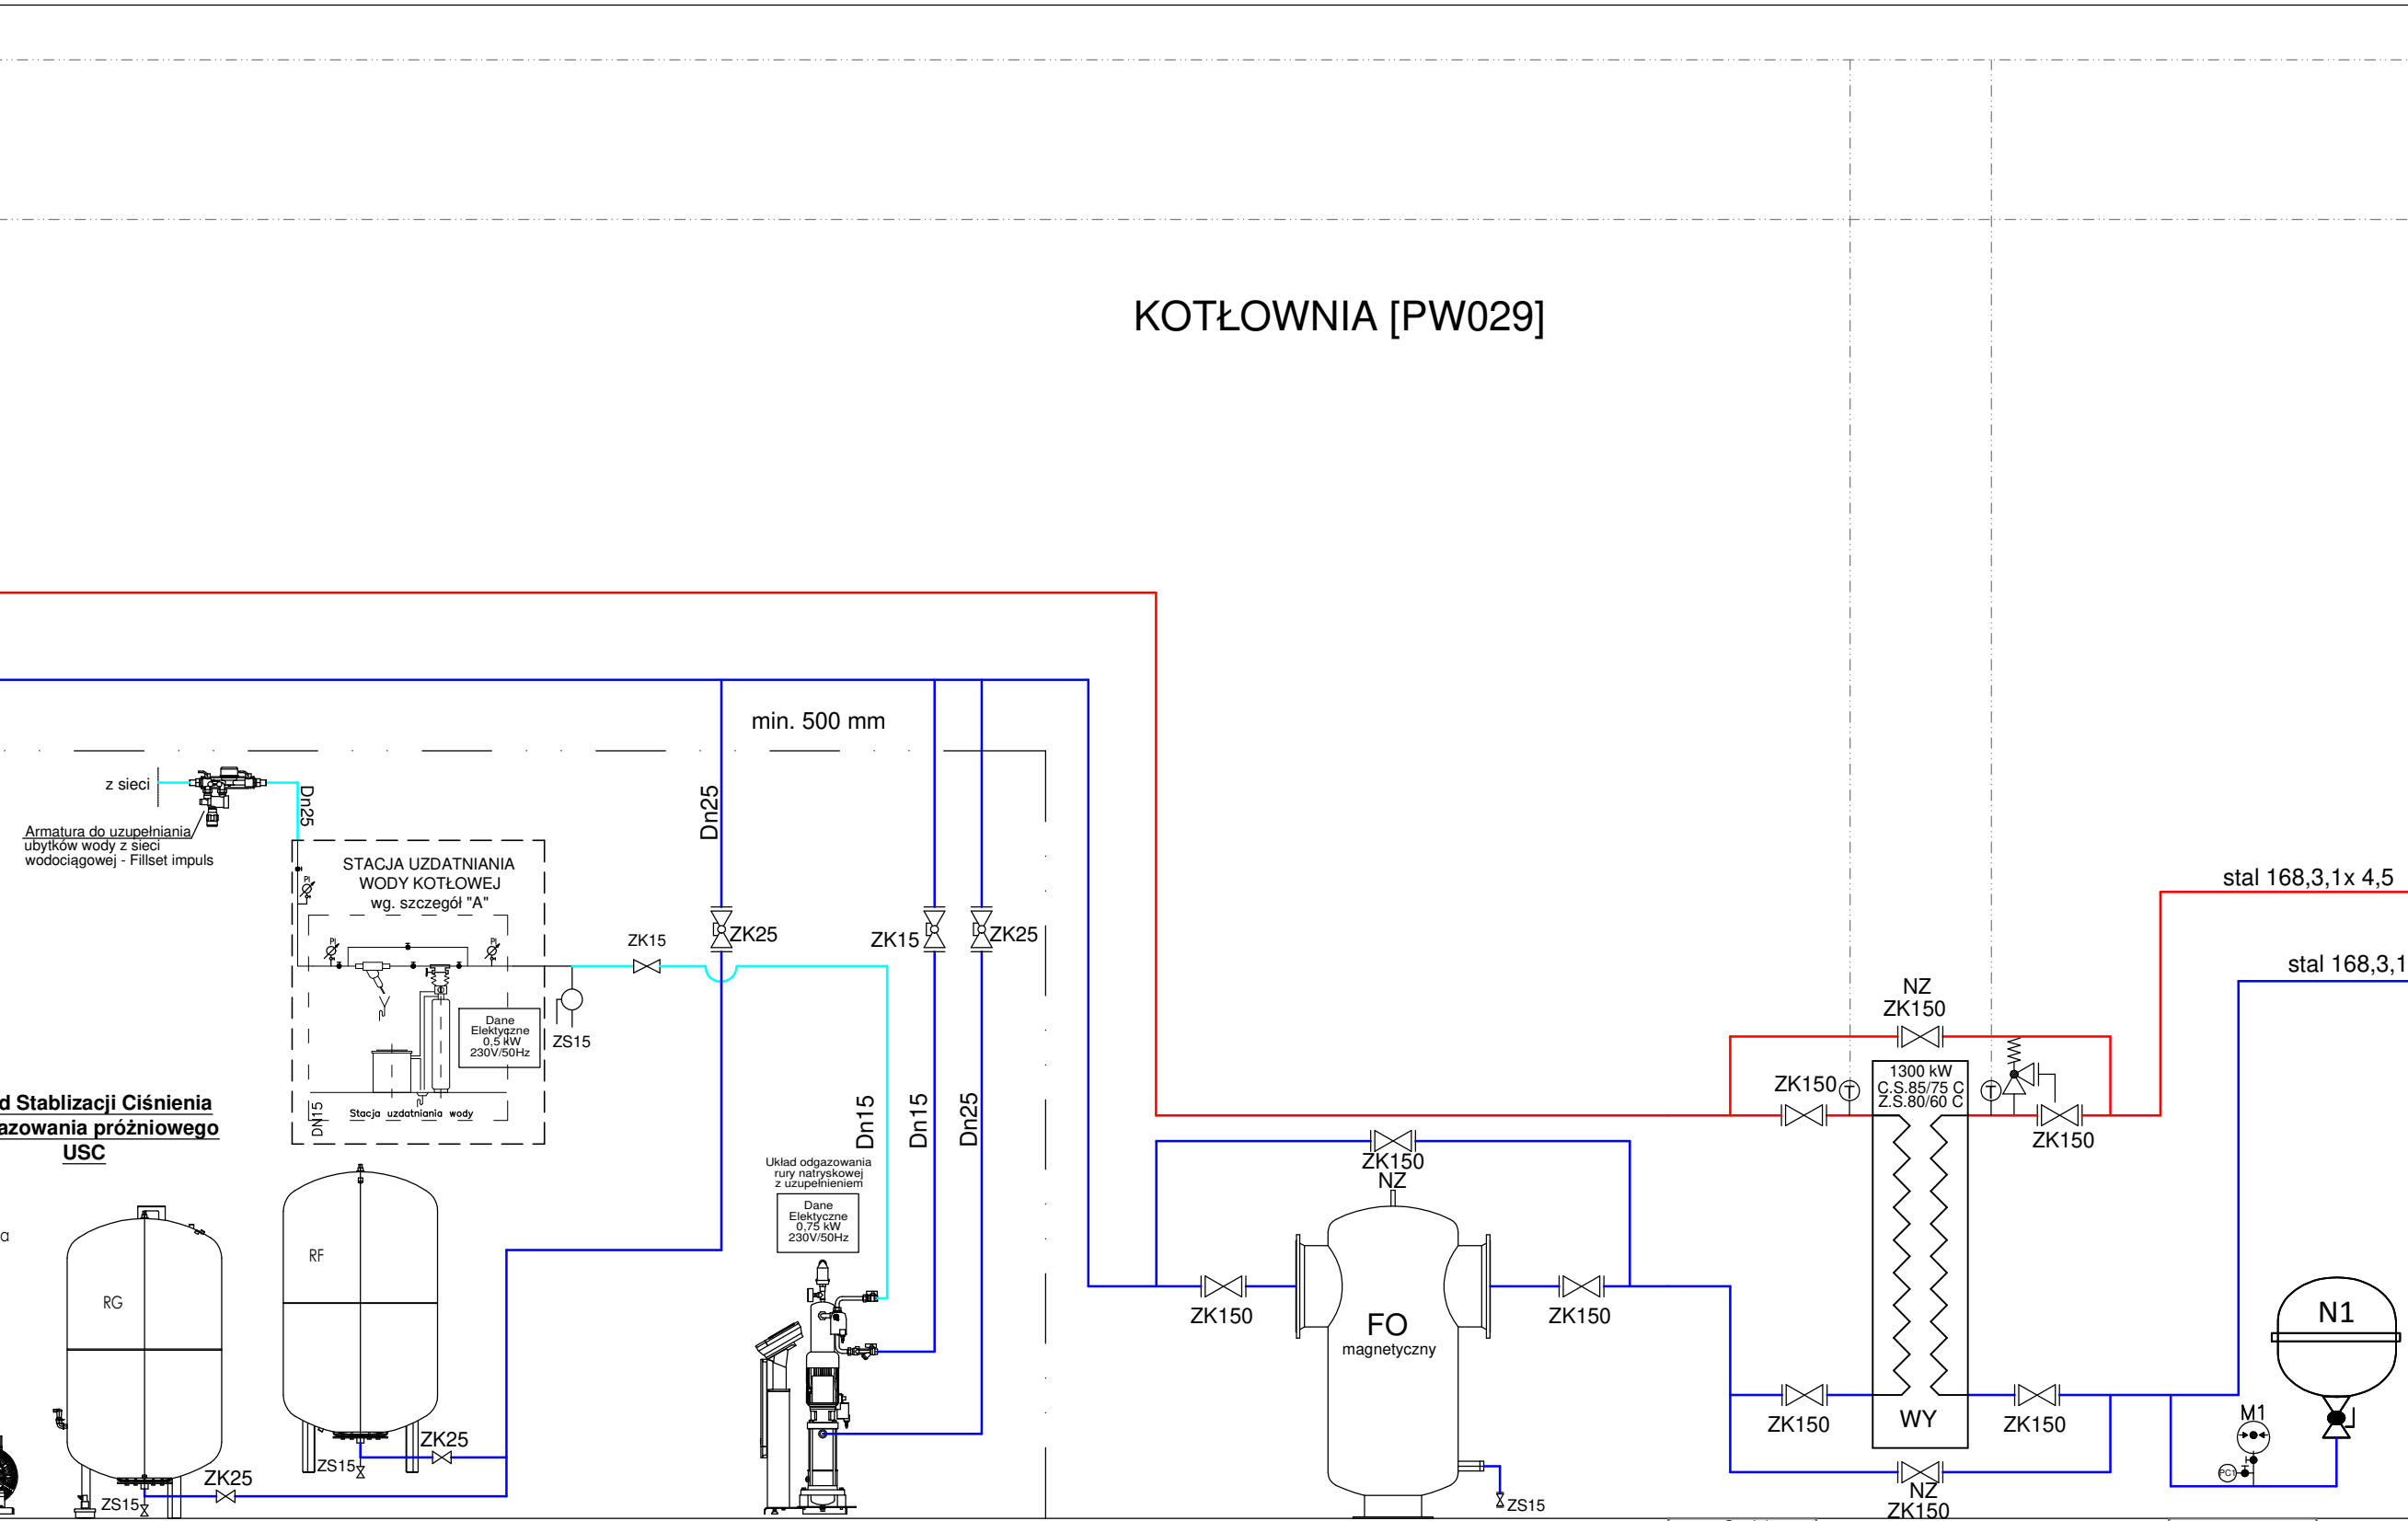 KOTŁOWNIA [PW029]
min. 500 mm
z sieci
Dn25
Armatura do uzupełniania
ubytków wody z sieci
wodociągowej - Fillset impuls
Dn25
STACJA UZDATNIANIA
WODY KOTŁOWEJ
wg. szczegół "A"
PI
PI
PI
ZK15
ZK25
ZK15
ZK25
Dane
Elektyczne
0,5 kW
230V/50Hz
ZS15
DN15
Stacja uzdatniania wody
d Stablizacji Ciśnienia
azowania próżniowego
USC
Dn15
Dn15
Dn25
Układ odgazowania
rury natryskowej
z uzupełnieniem
Dane
Elektyczne
0,75 kW
230V/50Hz
a
RG
RF
ZK25
ZS15
ZK25
ZS15
stal 168,3,1x 4,5
stal 168,3,1
NZ
ZK150
ZK150
T
1300 kW
C.S.85/75 C
Z.S.80/60 C
T
ZK150
ZK150
NZ
ZK150
FO
magnetyczny
ZK150
ZS15
ZK150
WY
ZK150
NZ
ZK150
M1
PC1
N1